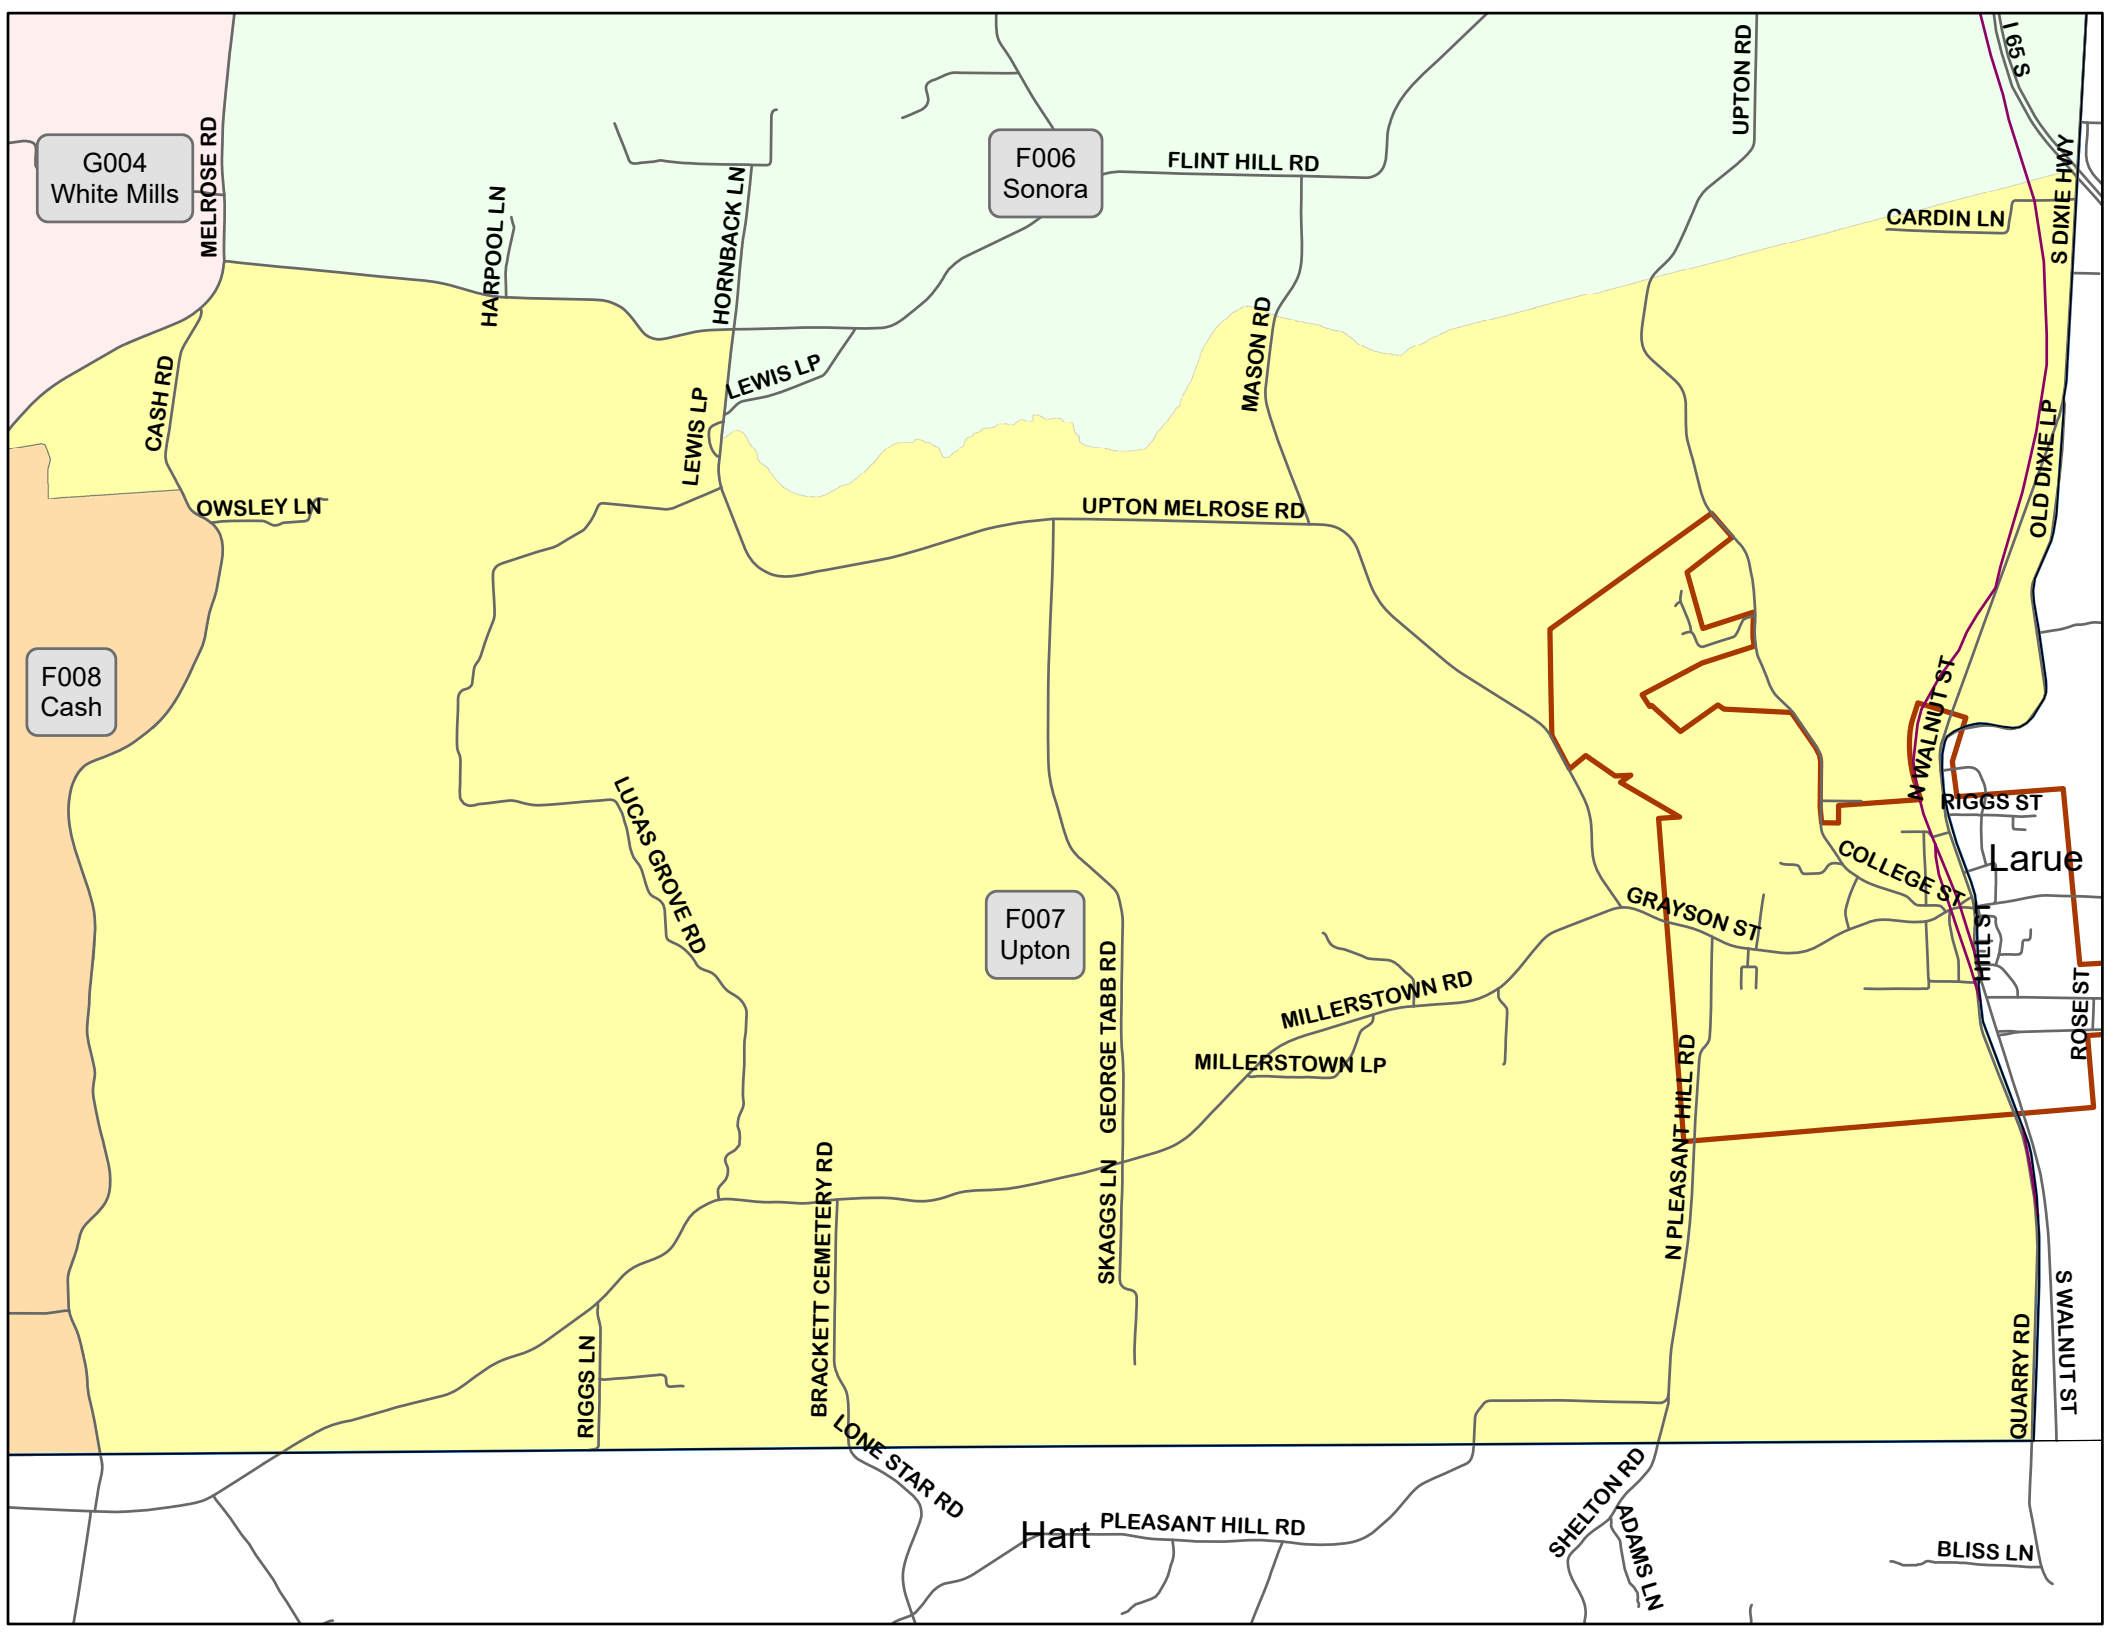 I 65 S
UPTON RD
MELROSE RD
G004
White Mills
F006
Sonora
FLINT HILL RD
S DIXIE HWY
HARPOOL LN
HORNBACK LN
CARDIN LN
MASON RD
CASH RD
LEWIS LP
LEWIS LP
OLD DIXIE LP
OWSLEY LN
UPTON MELROSE RD
F008
Cash
N WALNUT ST
LUCAS GROVE RD
RIGGS ST
Larue
COLLEGE ST
GRAYSON ST
F007
Upton
HILL ST
GEORGE TABB RD
MILLERSTOWN RD
ROSE ST
MILLERSTOWN LP
N PLEASANT HILL RD
BRACKETT CEMETERY RD
SKAGGS LN
S WALNUT ST
QUARRY RD
RIGGS LN
LONE STAR RD
SHELTON RD
Hart
PLEASANT HILL RD
ADAMS LN
BLISS LN